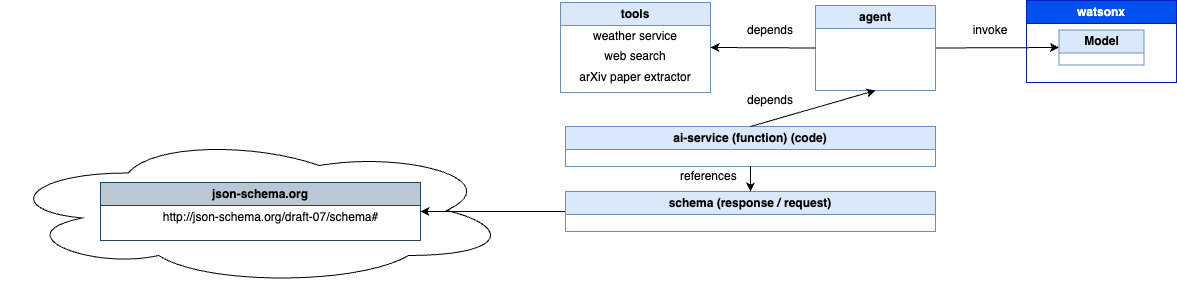 tools
weather service
web search
arXiv paper extractor
depends
agent
invoke
watsonx
Model
depends
ai-service (function) (code)
references
schema (response / request)
json-schema.org
http://json-schema.org/draft-07/schema#